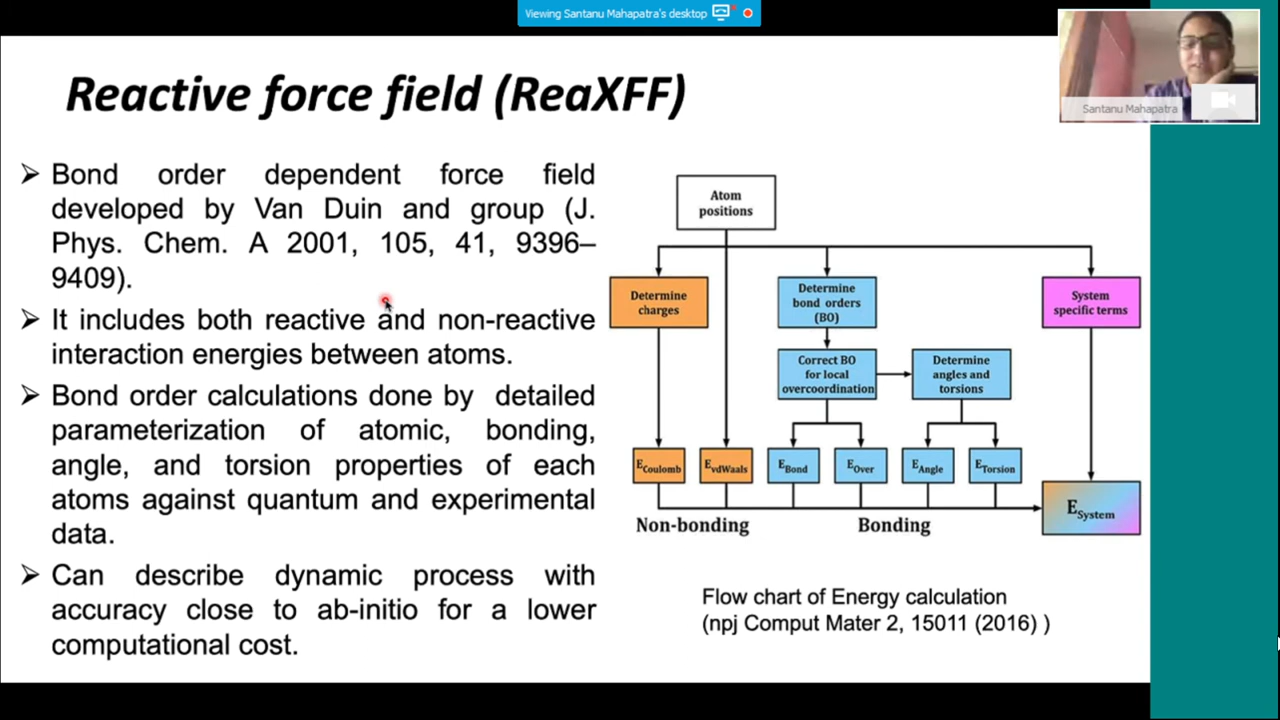 Viewing Santanu Mahapatra's desktop
Santanu Mahapatra
Reactive force field (ReaXFF)
Bond order dependent force field
developed by Van Duin and group (J.
Phys. Chem. A 2001, 105, 41, 9396–
9409).
It includes both reactive and non-reactive
interaction energies between atoms.
Bond order calculations done by detailed
parameterization of atomic, bonding,
angle, and torsion properties of each
atoms against quantum and experimental
data.
Can describe dynamic process with
accuracy close to ab-initio for a lower
computational cost.
Atom
positions
Determine
charges
Determine
bond orders
(BO)
System
specific terms
Correct BO
for local
overcoordination
Determine
angles and
torsions
ECoulomb
EvdWaals
EBond
EOver
EAngle
ETorsion
ESystem
Non-bonding
Bonding
Flow chart of Energy calculation
(npj Comput Mater 2, 15011 (2016) )